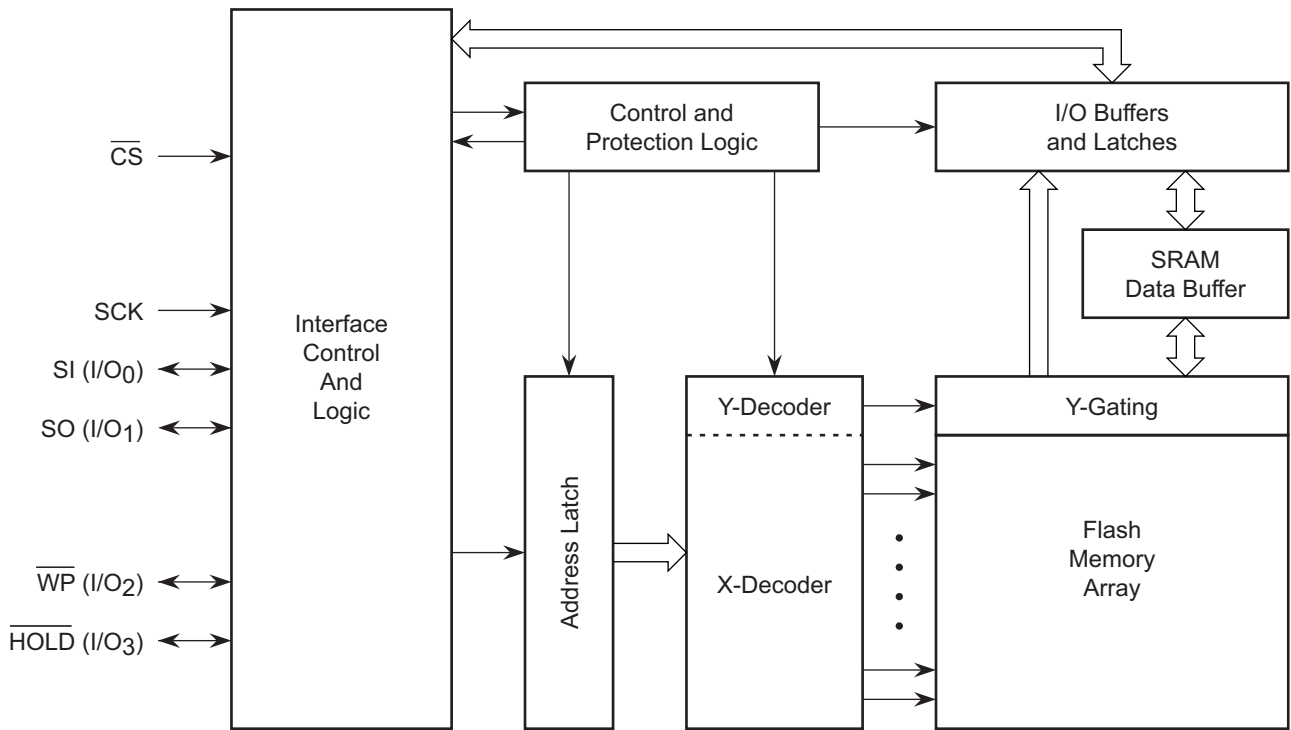 Control and
Protection Logic
I/O Buffers
and Latches
CS
SRAM
Data Buffer
SCK
Interface
Control
And
Logic
SI (I/O0)
SO (I/O1)
Y-Decoder
Y-Gating
Address Latch
Flash
Memory
Array
X-Decoder
WP (I/O2)
HOLD (I/O3)